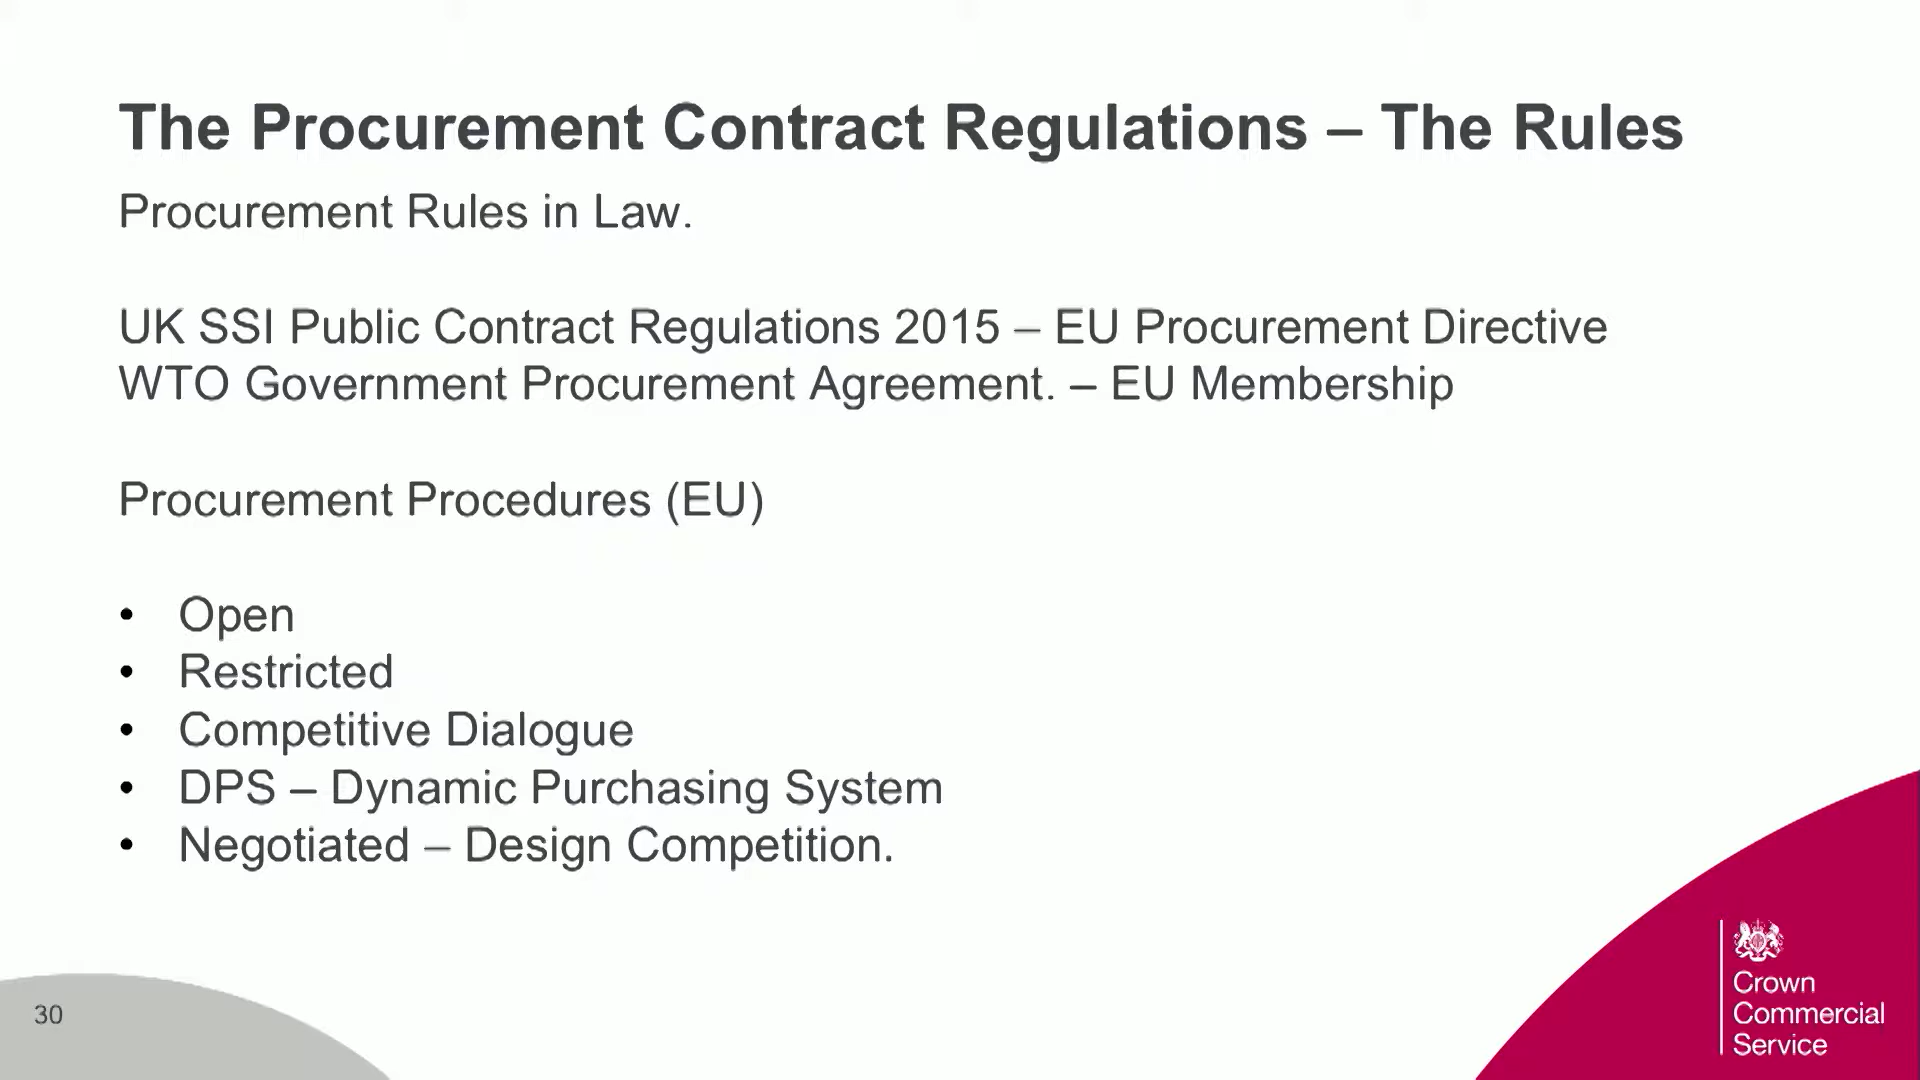 The Procurement Contract Regulations – The Rules
Procurement Rules in Law.
UK SSI Public Contract Regulations 2015 – EU Procurement Directive
WTO Government Procurement Agreement. – EU Membership
Procurement Procedures (EU)
• Open
• Restricted
• Competitive Dialogue
• DPS – Dynamic Purchasing System
• Negotiated – Design Competition.
30
Crown
Commercial
Service